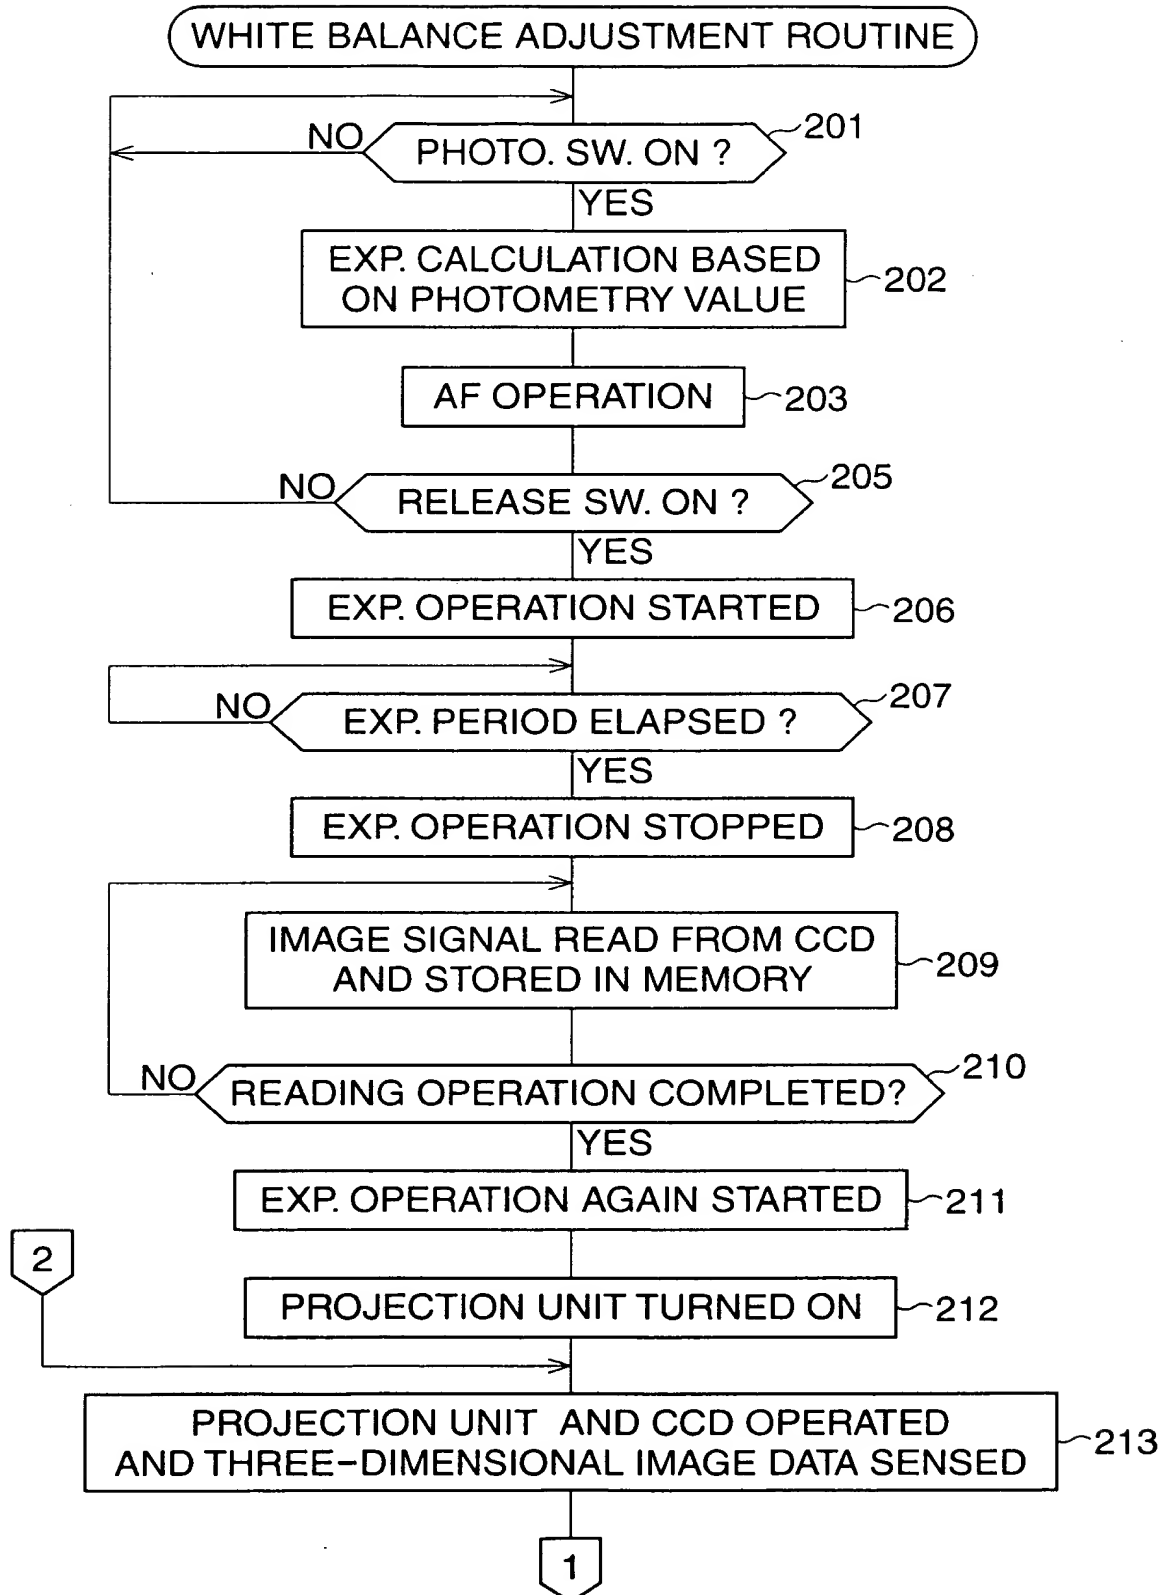 WHITE BALANCE ADJUSTMENT ROUTINE
NO
PHOTO. SW. ON ?
201
YES
EXP. CALCULATION BASED
ON PHOTOMETRY VALUE
202
AF OPERATION
203
NO
RELEASE SW. ON ?
205
YES
EXP. OPERATION STARTED
206
NO
EXP. PERIOD ELAPSED ?
207
YES
EXP. OPERATION STOPPED
208
IMAGE SIGNAL READ FROM CCD
AND STORED IN MEMORY
209
NO
READING OPERATION COMPLETED?
210
YES
EXP. OPERATION AGAIN STARTED
211
2
PROJECTION UNIT TURNED ON
212
PROJECTION UNIT AND CCD OPERATED
AND THREE-DIMENSIONAL IMAGE DATA SENSED
213
1